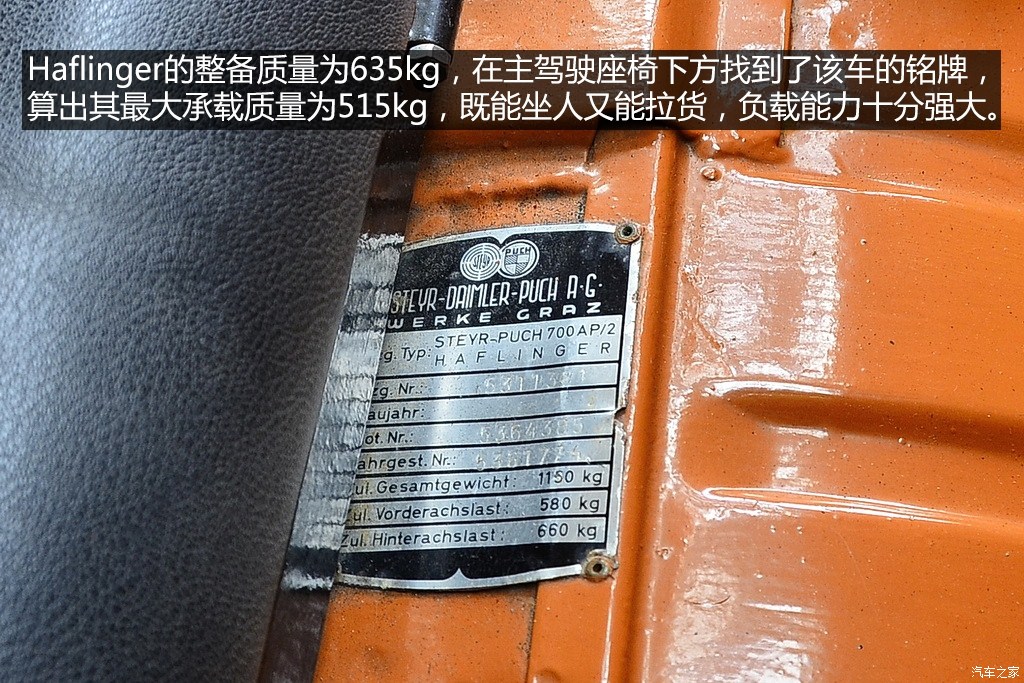 Haflinger的整备质量为635kg，在主驾驶座椅下方找到了该车的铭牌，
算出其最大承载质量为515kg，既能坐人又能拉货，负载能力十分强大。
PUCH
STEYR-DAIMLER-PUCH A·G·
WERKE GRAZ
g. Typ: STEYR-PUCH 700 AP/2
HAFLINGER
zg. Nr.:
aujahr:
ot. Nr.: 5364385
ahrgest. Nr.:
ul. Gesamtgewicht: 1150 kg
ul. Vorderachslast: 580 kg
Zul. Hinterachslast: 660 kg
汽车之家